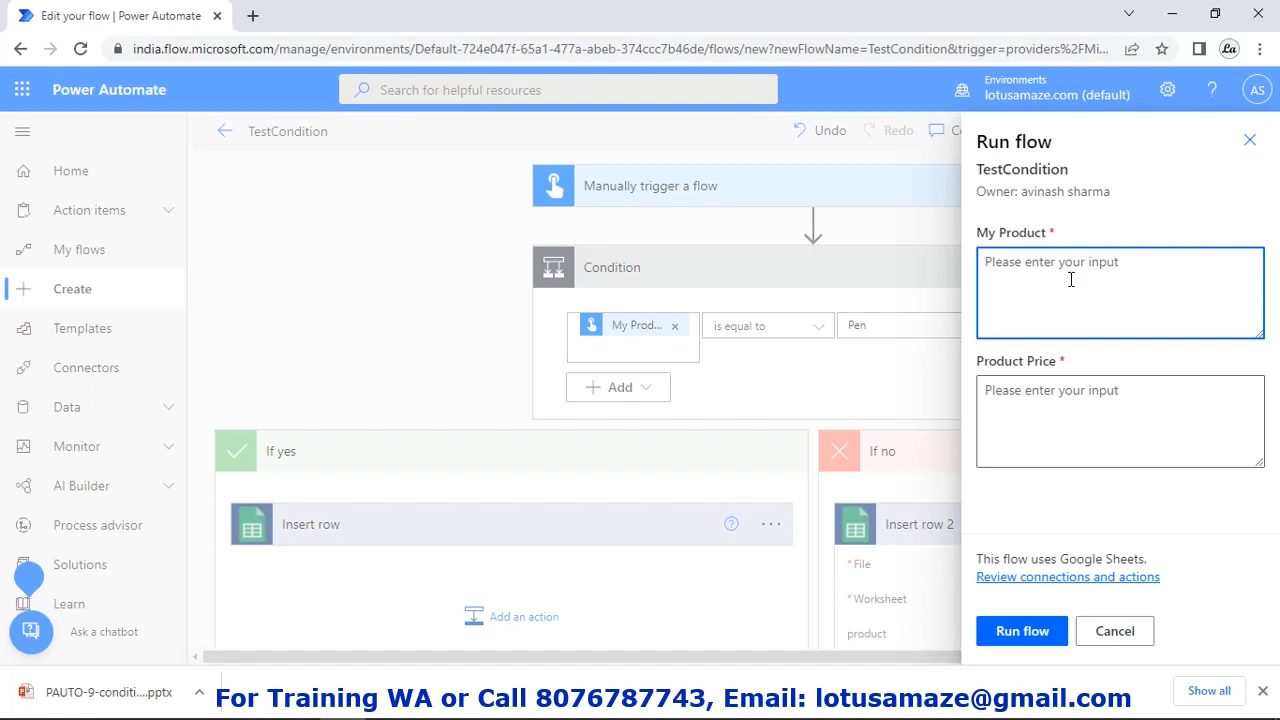 Edit your flow | Power Automate
india.flow.microsoft.com/manage/environments/Default-724e047f-65a1-477a-abeb-374ccc7b46de/flows/new?newFlowName=TestCondition&trigger=providers%2FMi...
La
Power Automate
Search for helpful resources
Environments
lotusamaze.com (default)
AS
Home
Action items
My flows
Create
Templates
Connectors
Data
Monitor
AI Builder
Process advisor
Solutions
Learn
Ask a chatbot
TestCondition
Undo
Redo
Manually trigger a flow
Condition
My Prod...
is equal to
Pen
Add
If yes
Insert row
Add an action
If no
Insert row 2
* File
* Worksheet
product
Run flow
TestCondition
Owner: avinash sharma
My Product *
Please enter your input
Product Price *
Please enter your input
This flow uses Google Sheets.
Review connections and actions
Run flow
Cancel
PAUTO-9-conditi....pptx
For Training WA or Call 8076787743, Email: lotusamaze@gmail.com
Show all